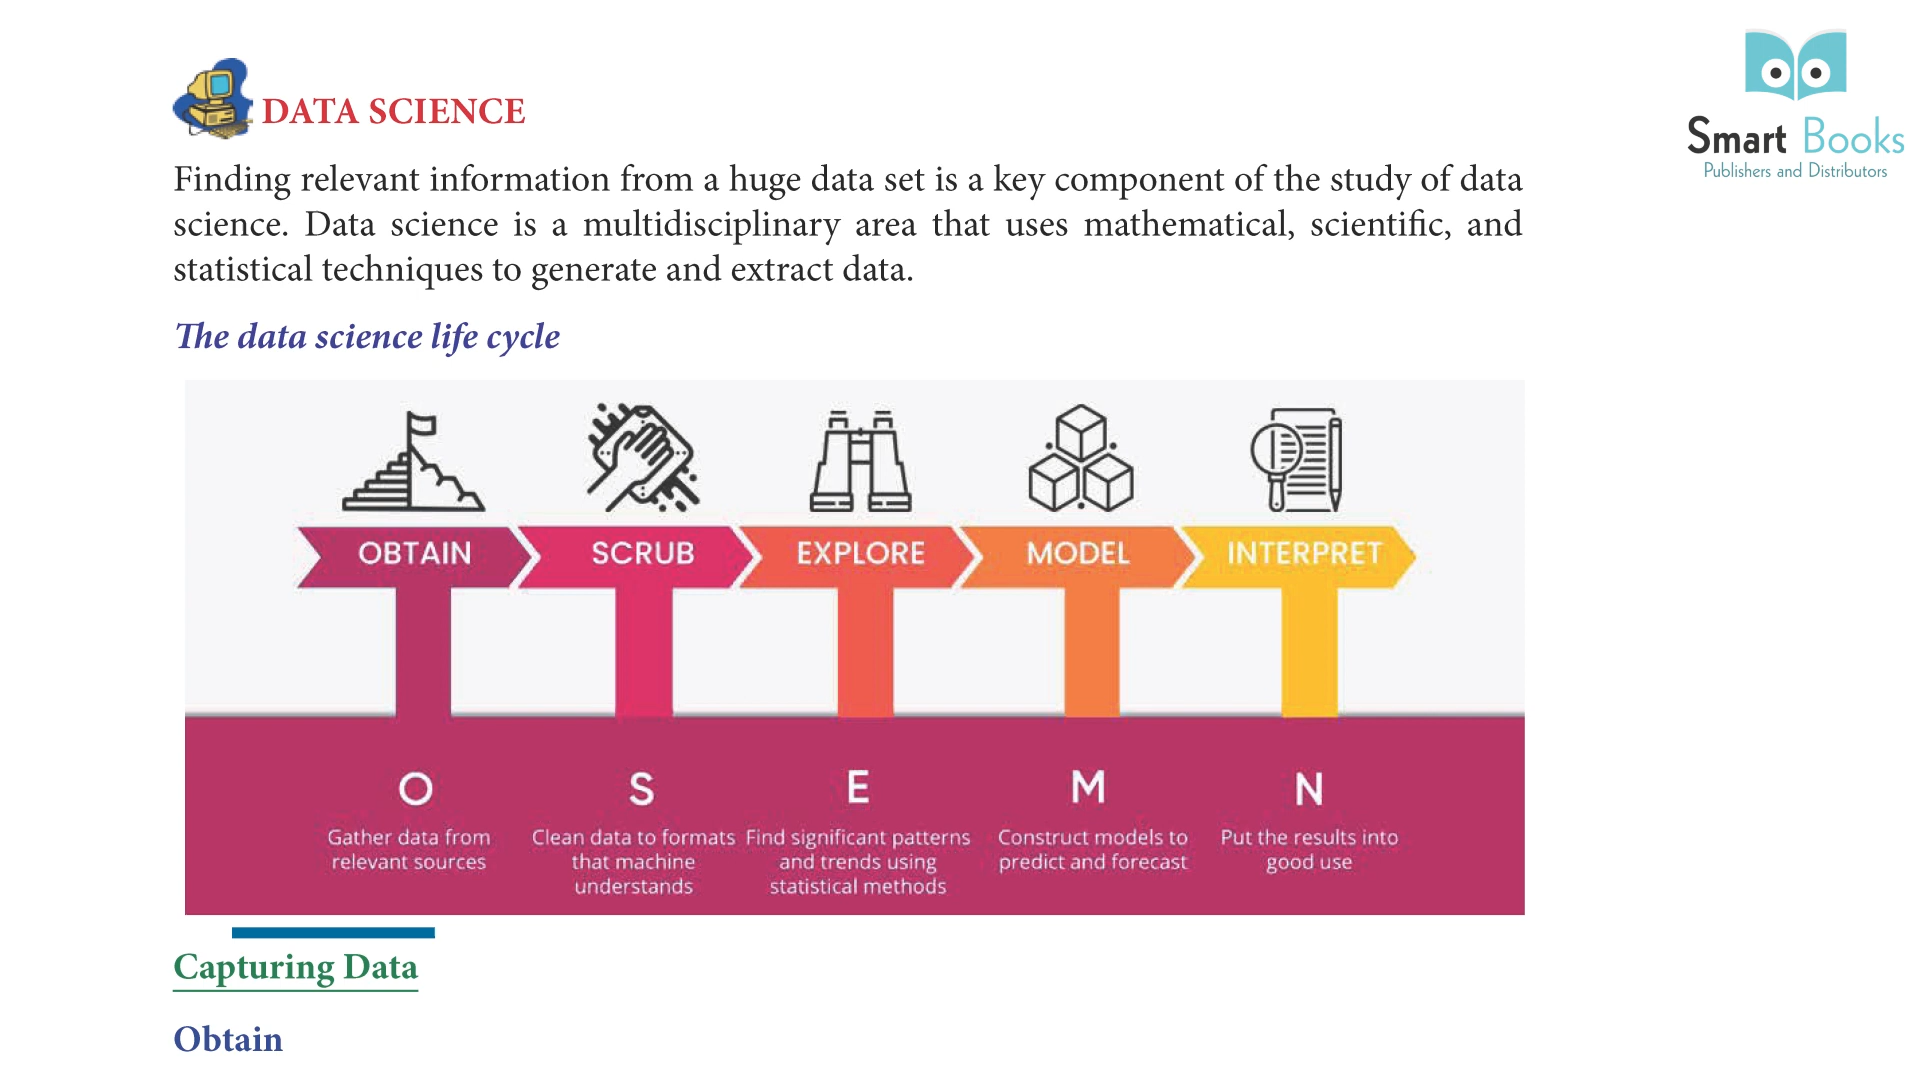 DATA SCIENCE
Smart Books
Publishers and Distributors
Finding relevant information from a huge data set is a key component of the study of data
science. Data science is a multidisciplinary area that uses mathematical, scientific, and
statistical techniques to generate and extract data.
The data science life cycle
OBTAIN SCRUB EXPLORE MODEL INTERPRET
O S E M N
Gather data from
relevant sources
Clean data to formats
that machine
understands
Find significant patterns
and trends using
statistical methods
Construct models to
predict and forecast
Put the results into
good use
Capturing Data
Obtain